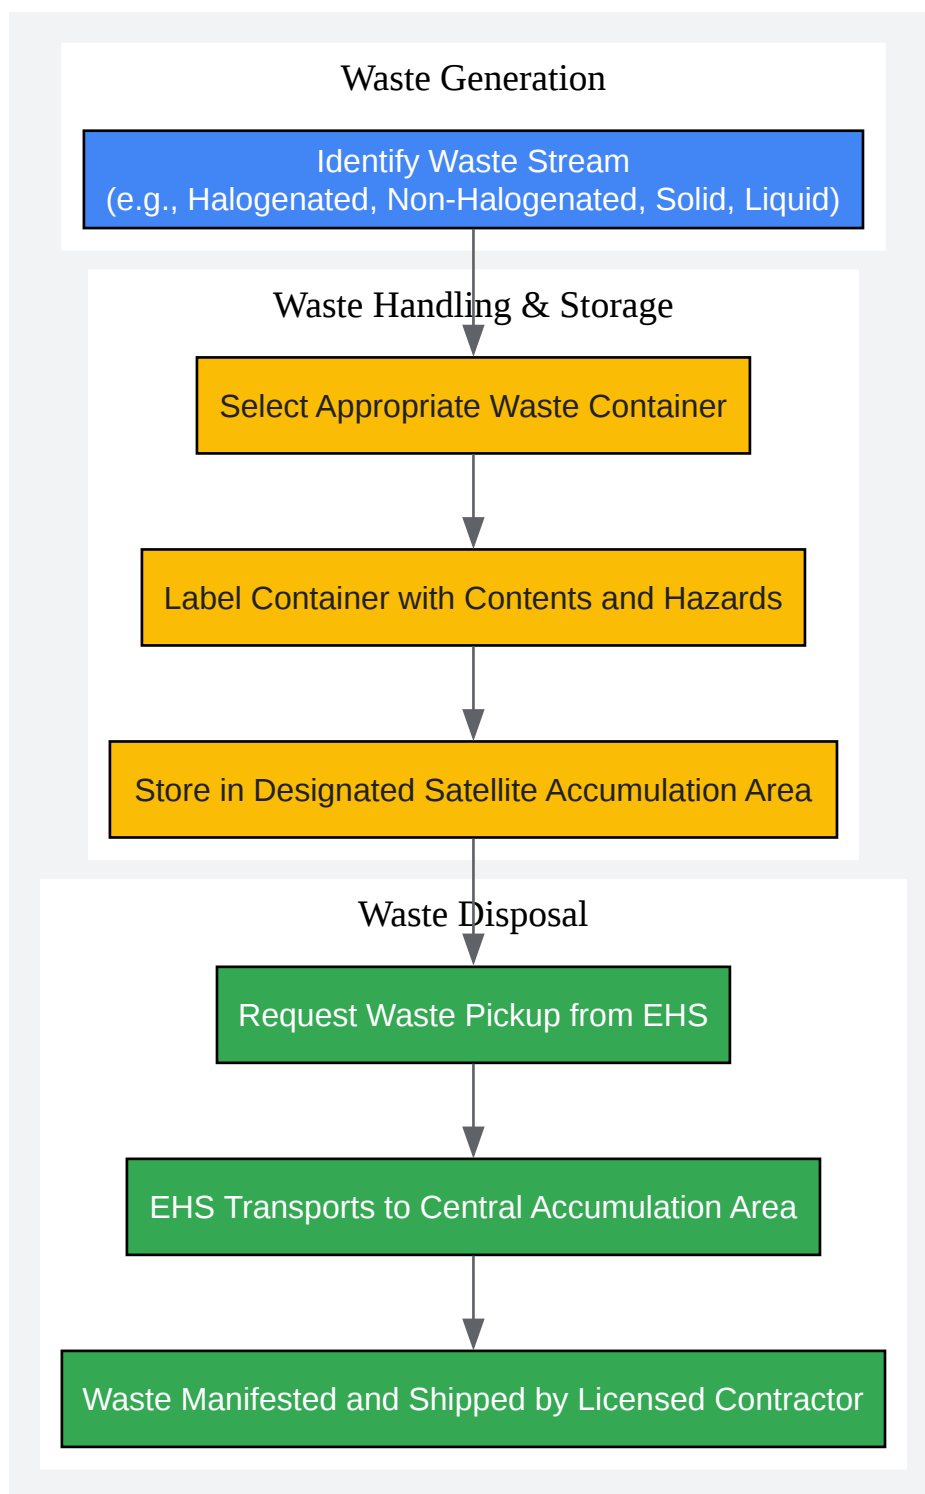 Waste Generation
Identify Waste Stream
(e.g., Halogenated, Non-Halogenated, Solid, Liquid)
Waste Handling & Storage
Select Appropriate Waste Container
Label Container with Contents and Hazards
Store in Designated Satellite Accumulation Area
Waste Disposal
Request Waste Pickup from EHS
EHS Transports to Central Accumulation Area
Waste Manifested and Shipped by Licensed Contractor